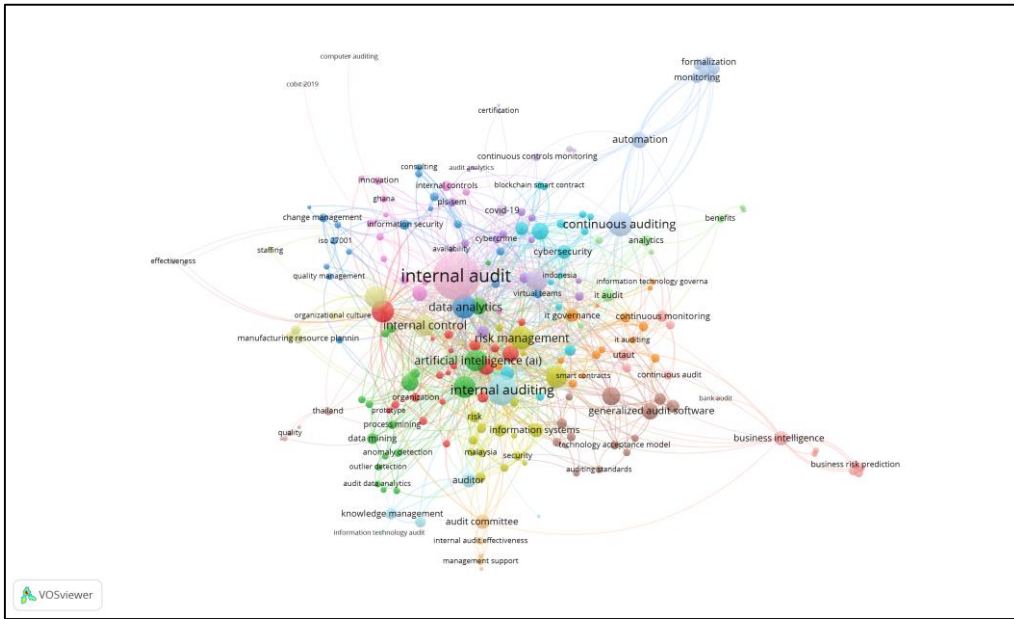 computer auditing
formalization
monitoring
cobit 2019
certification
automation
continuous controls monitoring
consulting
audit analytics
innovation
internal controls
blockchain smart contract
ghana
pls-sem
covid-19
change management
information security
continuous auditing
benefits
cybercrime
iso 27001
analytics
staffing
availability
cybersecurity
effectiveness
internal audit
quality management
indonesia
information technology governa
virtual teams
it audit
data analytics
organizational culture
it governance
continuous monitoring
internal control
manufacturing resource plannin
risk management
it auditing
utaut
artificial intelligence (ai)
smart contracts
continuous audit
internal auditing
organization
bank audit
thailand
prototype
generalized audit software
risk
process mining
quality
information systems
data mining
business intelligence
technology acceptance model
anomaly detection
malaysia
security
outlier detection
auditing standards
business risk prediction
auditor
audit data analytics
knowledge management
audit committee
information technology audit
internal audit effectiveness
management support
VOSviewer